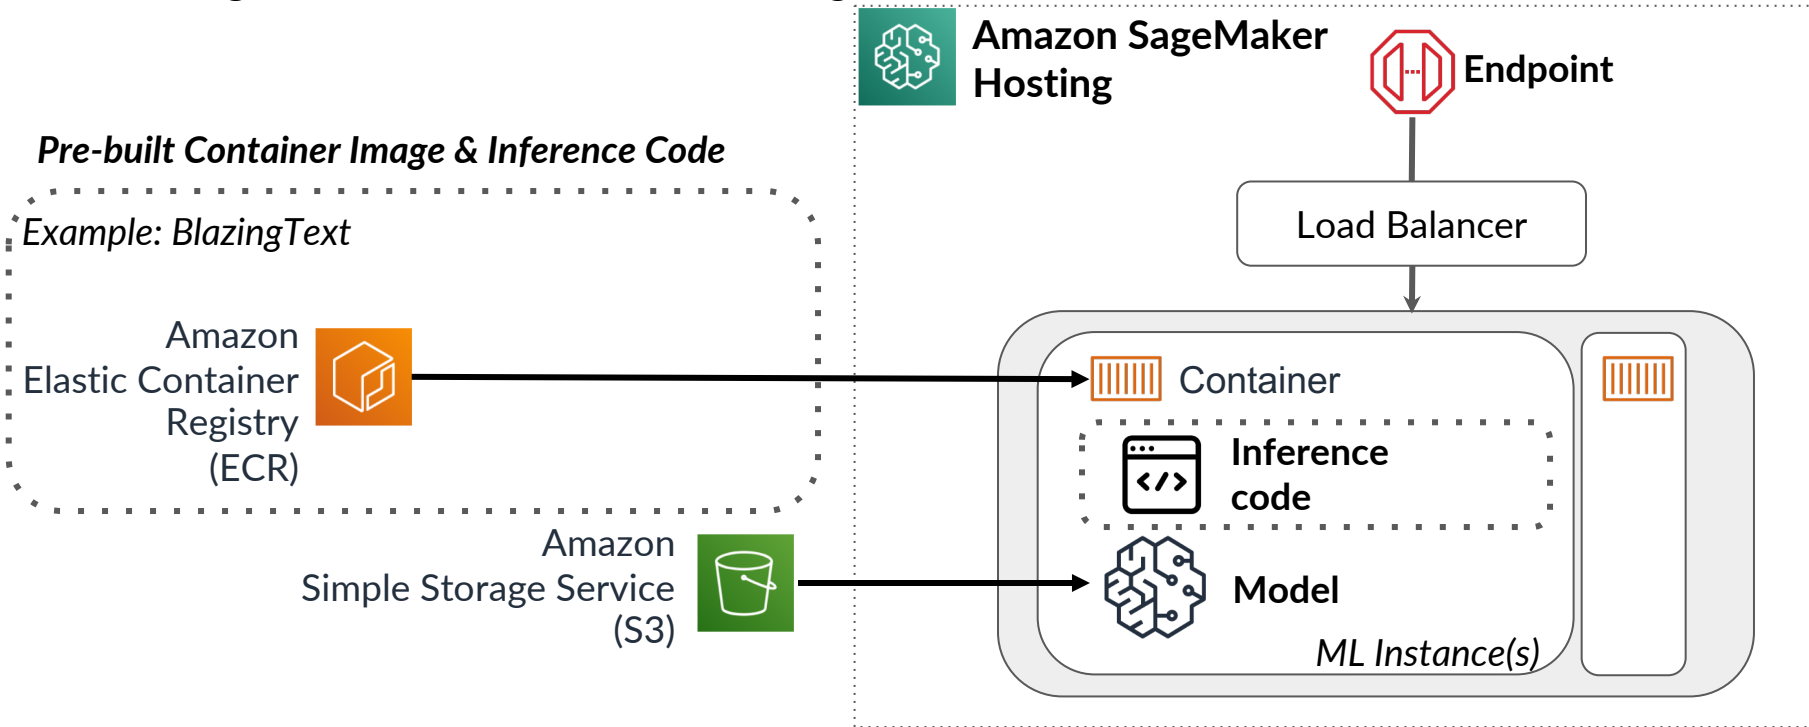 Amazon SageMaker
Hosting
Endpoint
Pre-built Container Image & Inference Code
Load Balancer
Example: BlazingText
Amazon
Elastic Container
Registry
(ECR)
Container
Inference
code
Amazon
Simple Storage Service
(S3)
Model
ML Instance(s)